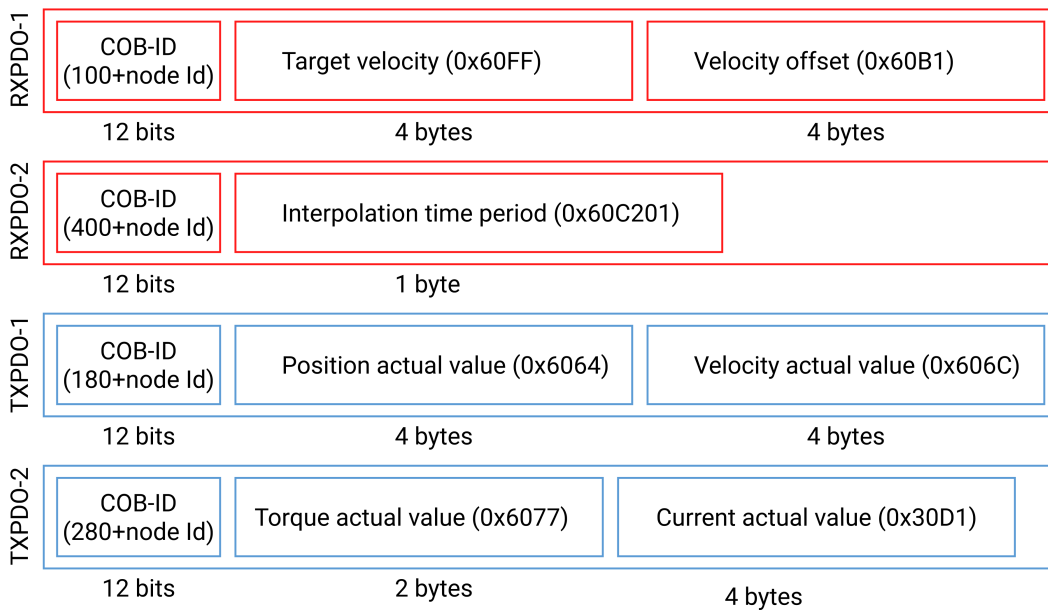 RXPDO-1
COB-ID
(100+node Id)
Target velocity (0x60FF)
Velocity offset (0x60B1)
12 bits
4 bytes
4 bytes
RXPDO-2
COB-ID
(400+node Id)
Interpolation time period (0x60C201)
12 bits
1 byte
TXPDO-1
COB-ID
(180+node Id)
Position actual value (0x6064)
Velocity actual value (0x606C)
12 bits
4 bytes
4 bytes
TXPDO-2
COB-ID
(280+node Id)
Torque actual value (0x6077)
Current actual value (0x30D1)
12 bits
2 bytes
4 bytes